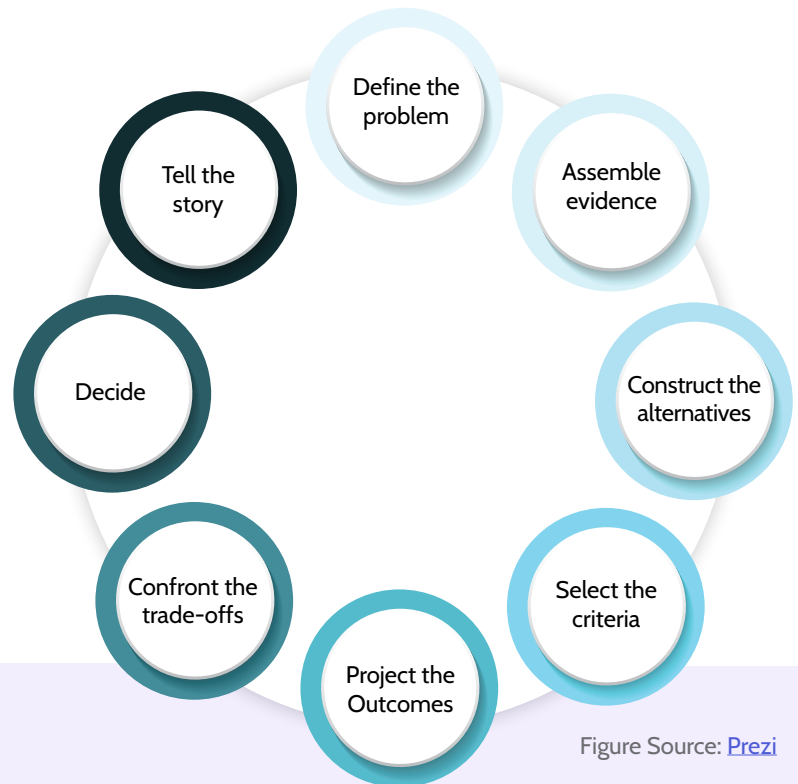 Define the
problem
Assemble
evidence
Construct the
alternatives
Select the
criteria
Project the
Outcomes
Confront the
trade-offs
Decide
Tell the
story
Figure Source: Prezi